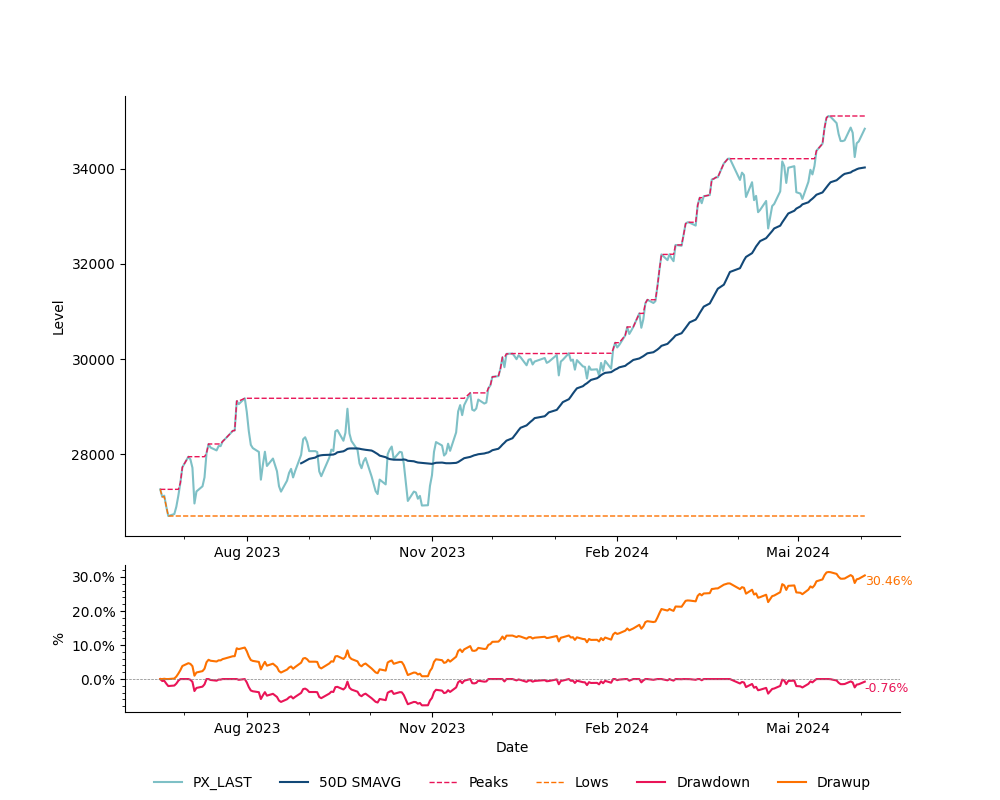 34000
32000
30000
28000
Level
Aug 2023 Nov 2023 Feb 2024 Mai 2024
30.0%
20.0%
10.0%
0.0%
%
30.46%
-0.76%
Aug 2023 Nov 2023 Feb 2024 Mai 2024
Date
PX_LAST 50D SMAVG Peaks Lows Drawdown Drawup